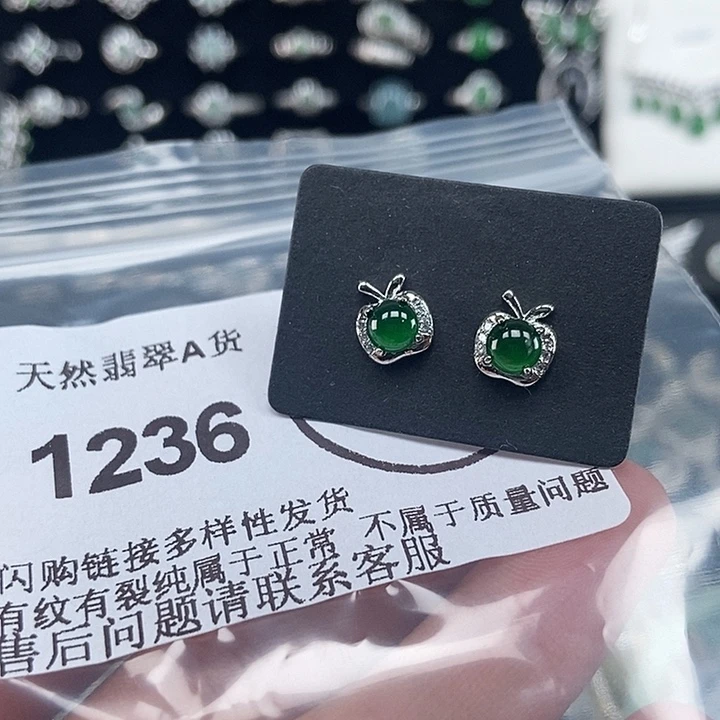 天然翡翠A货
1236
闪购链接多样性发货
有纹有裂纯属于正常 不属于质量问题
售后问题请联系客服